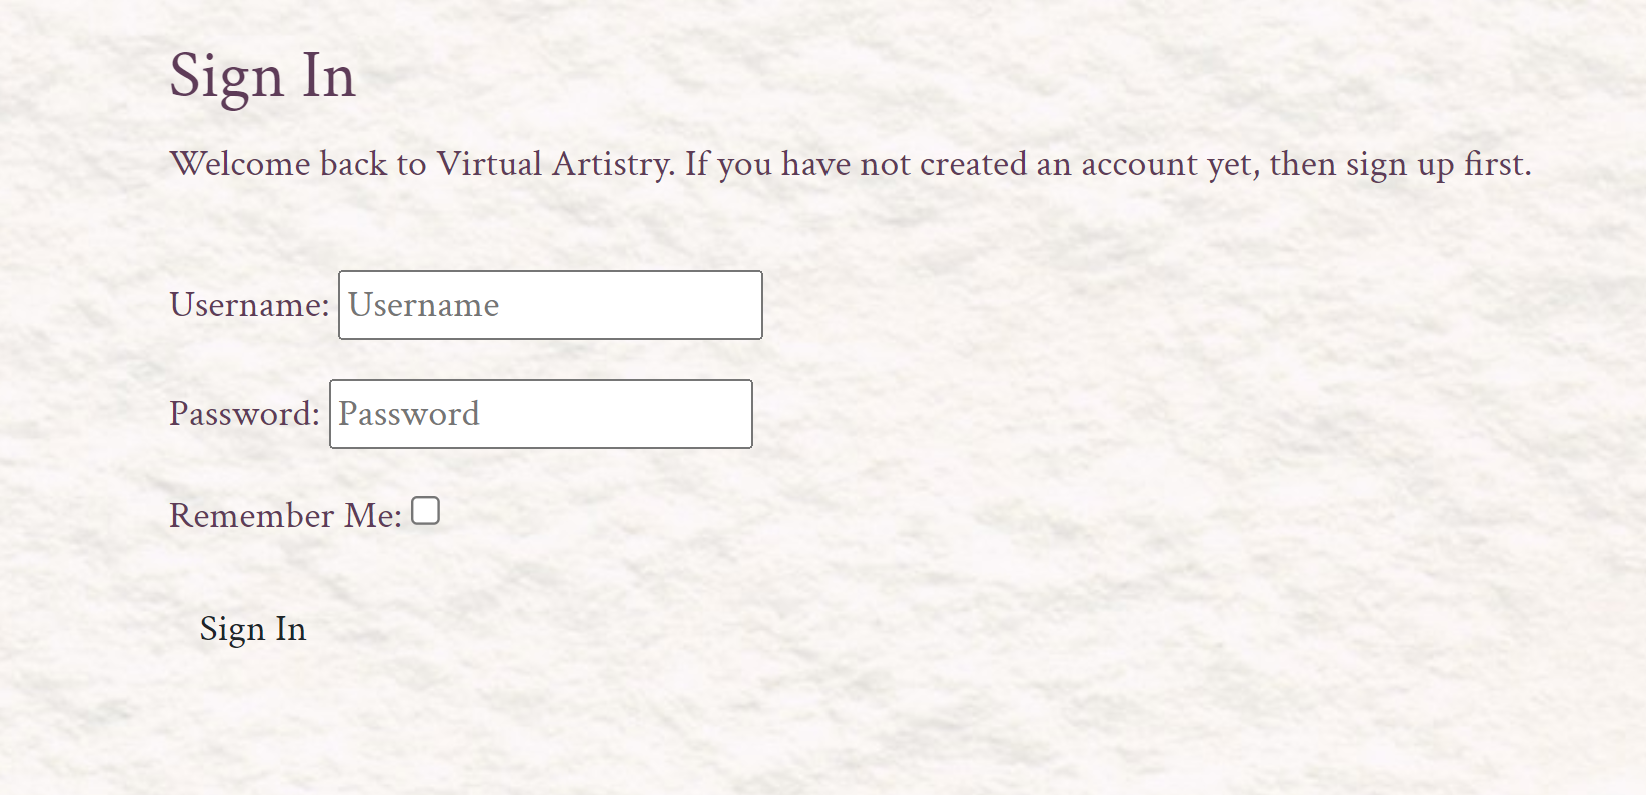 Sign In
Welcome back to Virtual Artistry. If you have not created an account yet, then sign up first.
Username: Username
Password: Password
Remember Me:
Sign In